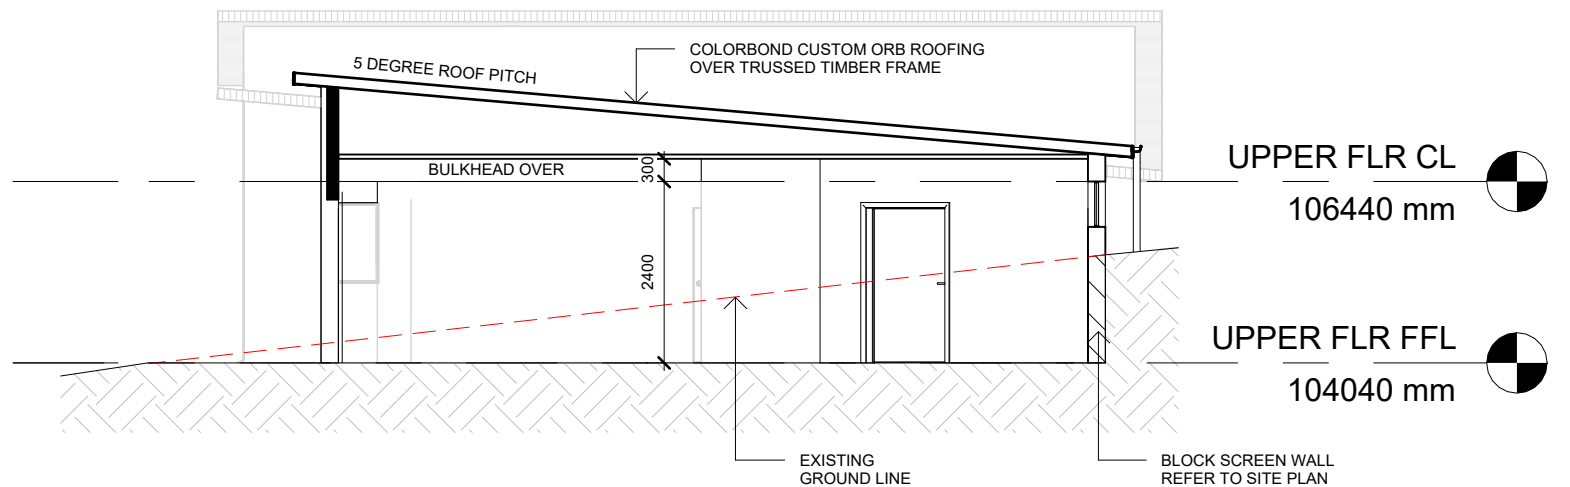 COLORBOND CUSTOM ORB ROOFING
OVER TRUSSED TIMBER FRAME
5 DEGREE ROOF PITCH
BULKHEAD OVER
300
UPPER FLR CL
106440 mm
2400
UPPER FLR FFL
104040 mm
EXISTING
GROUND LINE
BLOCK SCREEN WALL
REFER TO SITE PLAN